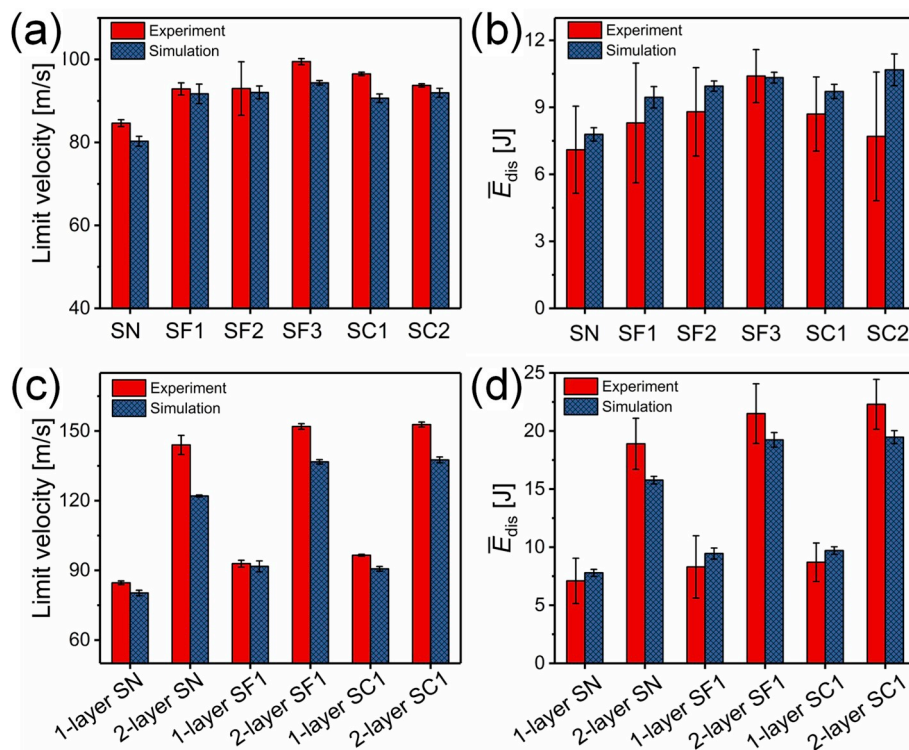 (a)
Experiment
Simulation
Limit velocity [m/s]
100
80
60
40
SN SF1 SF2 SF3 SC1 SC2
(b)
Experiment
Simulation
E̅dis [J]
12
9
6
3
0
SN SF1 SF2 SF3 SC1 SC2
(c)
Experiment
Simulation
Limit velocity [m/s]
150
120
90
60
1-layer SN
2-layer SN
1-layer SF1
2-layer SF1
1-layer SC1
2-layer SC1
(d)
Experiment
Simulation
E̅dis [J]
25
20
15
10
5
0
1-layer SN
2-layer SN
1-layer SF1
2-layer SF1
1-layer SC1
2-layer SC1